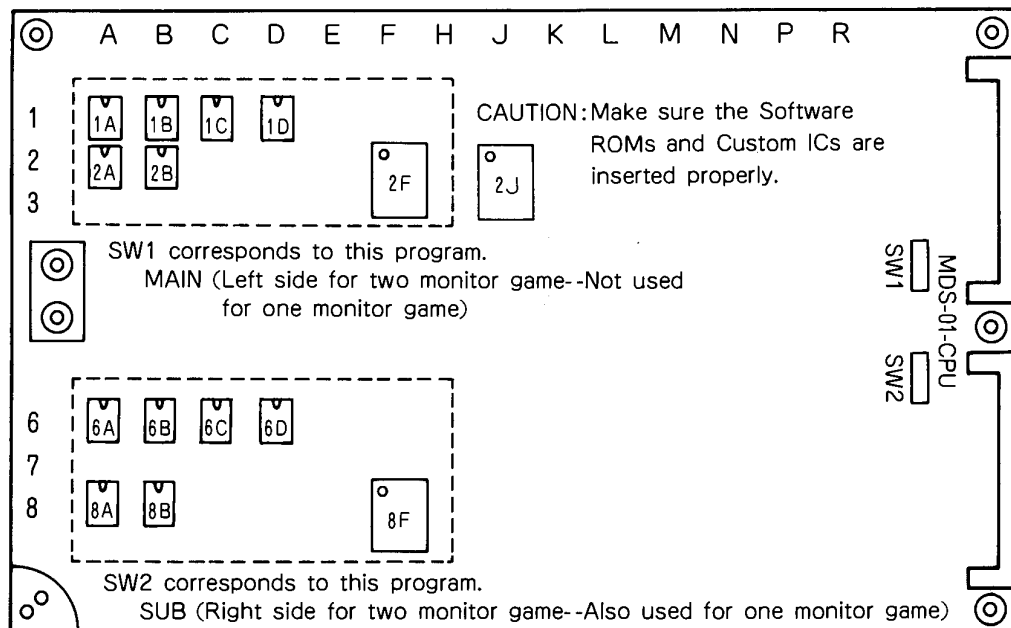 A B C D E F H J K L M N P R
1
1A 1B 1C 1D
CAUTION: Make sure the Software
ROMs and Custom ICs are
inserted properly.
2
2A 2B
2F
2J
3
SW1 corresponds to this program.
MAIN (Left side for two monitor game--Not used
for one monitor game)
SW1
MDS-01-CPU
SW2
6
6A 6B 6C 6D
7
8
8A 8B
8F
SW2 corresponds to this program.
SUB (Right side for two monitor game--Also used for one monitor game)